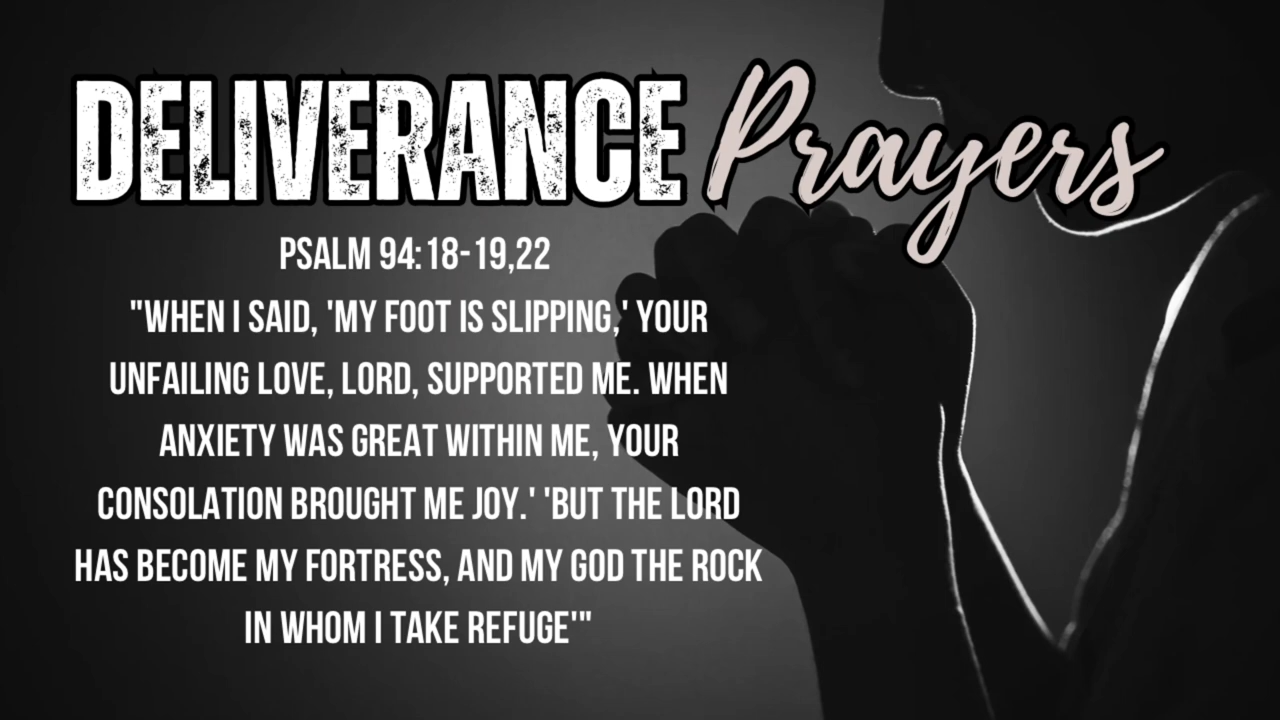 DELIVERANCE Prayers
PSALM 94:18-19,22
"WHEN I SAID, 'MY FOOT IS SLIPPING,' YOUR
UNFAILING LOVE, LORD, SUPPORTED ME. WHEN
ANXIETY WAS GREAT WITHIN ME, YOUR
CONSOLATION BROUGHT ME JOY.' 'BUT THE LORD
HAS BECOME MY FORTRESS, AND MY GOD THE ROCK
IN WHOM I TAKE REFUGE'"